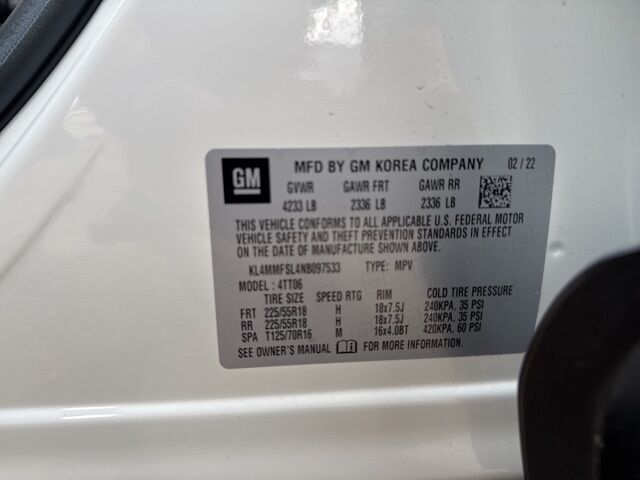 GM MFD BY GM KOREA COMPANY 02 / 22
GVWR GAWR FRT GAWR RR
4233 LB 2336 LB 2336 LB
THIS VEHICLE CONFORMS TO ALL APPLICABLE U.S. FEDERAL MOTOR
VEHICLE SAFETY AND THEFT PREVENTION STANDARDS IN EFFECT
ON THE DATE OF MANUFACTURE SHOWN ABOVE.
KL4MMFSL4NB097533 TYPE: MPV
MODEL : 4TT06
TIRE SIZE SPEED RTG RIM COLD TIRE PRESSURE
FRT 225/55R18 H 18x7.5J 240KPA, 35 PSI
RR 225/55R18 H 18x7.5J 240KPA, 35 PSI
SPA T125/70R16 M 16x4.0BT 420KPA, 60 PSI
SEE OWNER'S MANUAL FOR MORE INFORMATION.